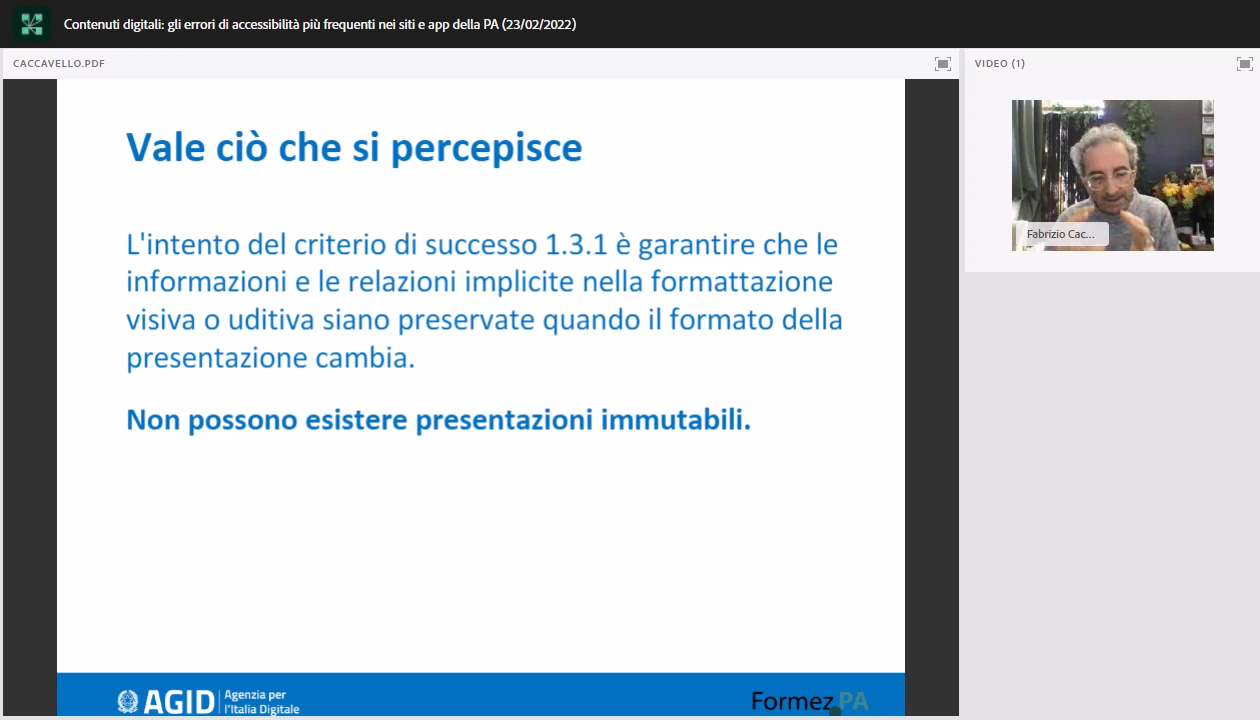 Contenuti digitali: gli errori di accessibilità più frequenti nei siti e app della PA (23/02/2022)
CACCAVELLO.PDF
VIDEO (1)
Vale ciò che si percepisce
L'intento del criterio di successo 1.3.1 è garantire che le
informazioni e le relazioni implicite nella formattazione
visiva o uditiva siano preservate quando il formato della
presentazione cambia.
Non possono esistere presentazioni immutabili.
Fabrizio Cac...
AGID
Agenzia per
l'Italia Digitale
Formez PA